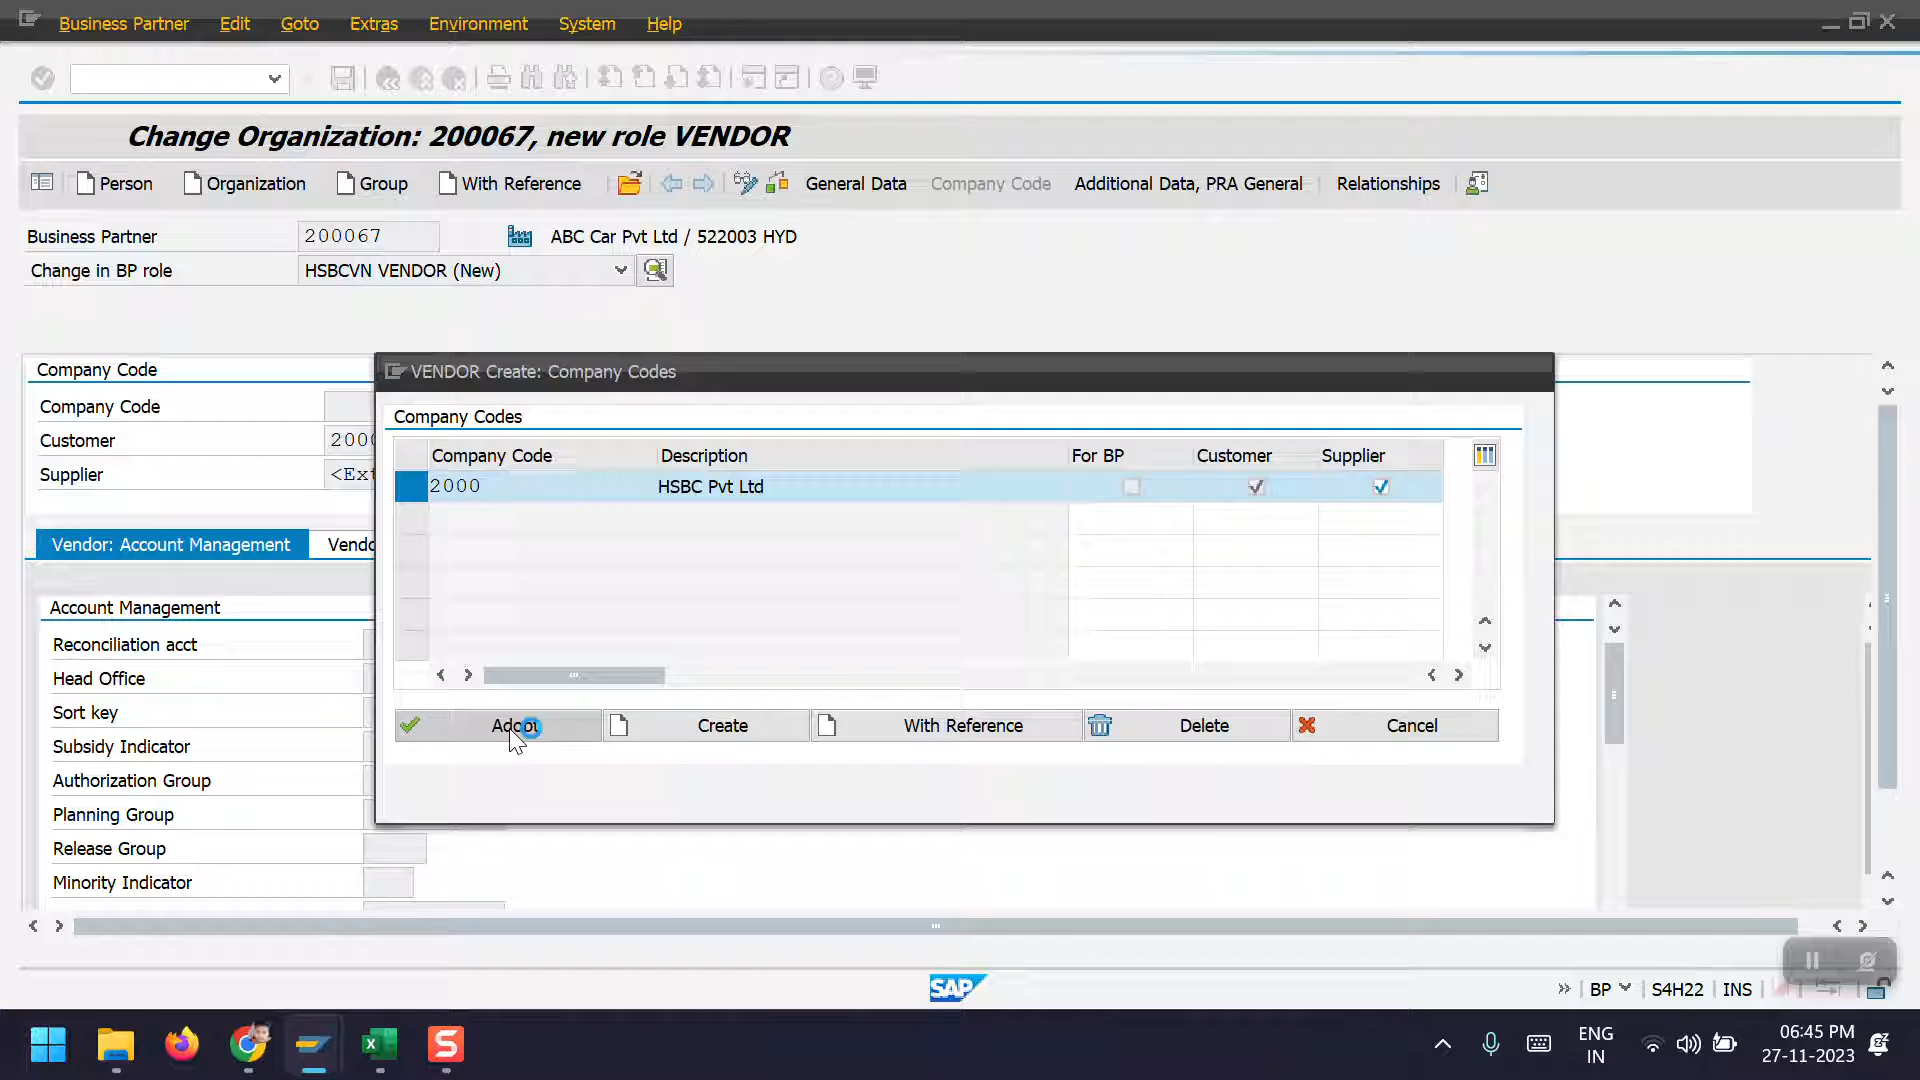 Business Partner Edit Goto Extras Environment System Help
Change Organization: 200067, new role VENDOR
Person Organization Group With Reference General Data Company Code Additional Data, PRA General Relationships
Business Partner 200067 ABC Car Pvt Ltd / 522003 HYD
Change in BP role HSBCVN VENDOR (New)
Company Code
Company Code
Customer 200
Supplier <Ext
Vendor: Account Management Vendo
Account Management
Reconciliation acct
Head Office
Sort key
Subsidy Indicator
Authorization Group
Planning Group
Release Group
Minority Indicator
VENDOR Create: Company Codes
Company Codes
Company Code Description For BP Customer Supplier
2000 HSBC Pvt Ltd
Adopt Create With Reference Delete Cancel
SAP
BP S4H22 INS
ENG
IN
06:45 PM
27-11-2023